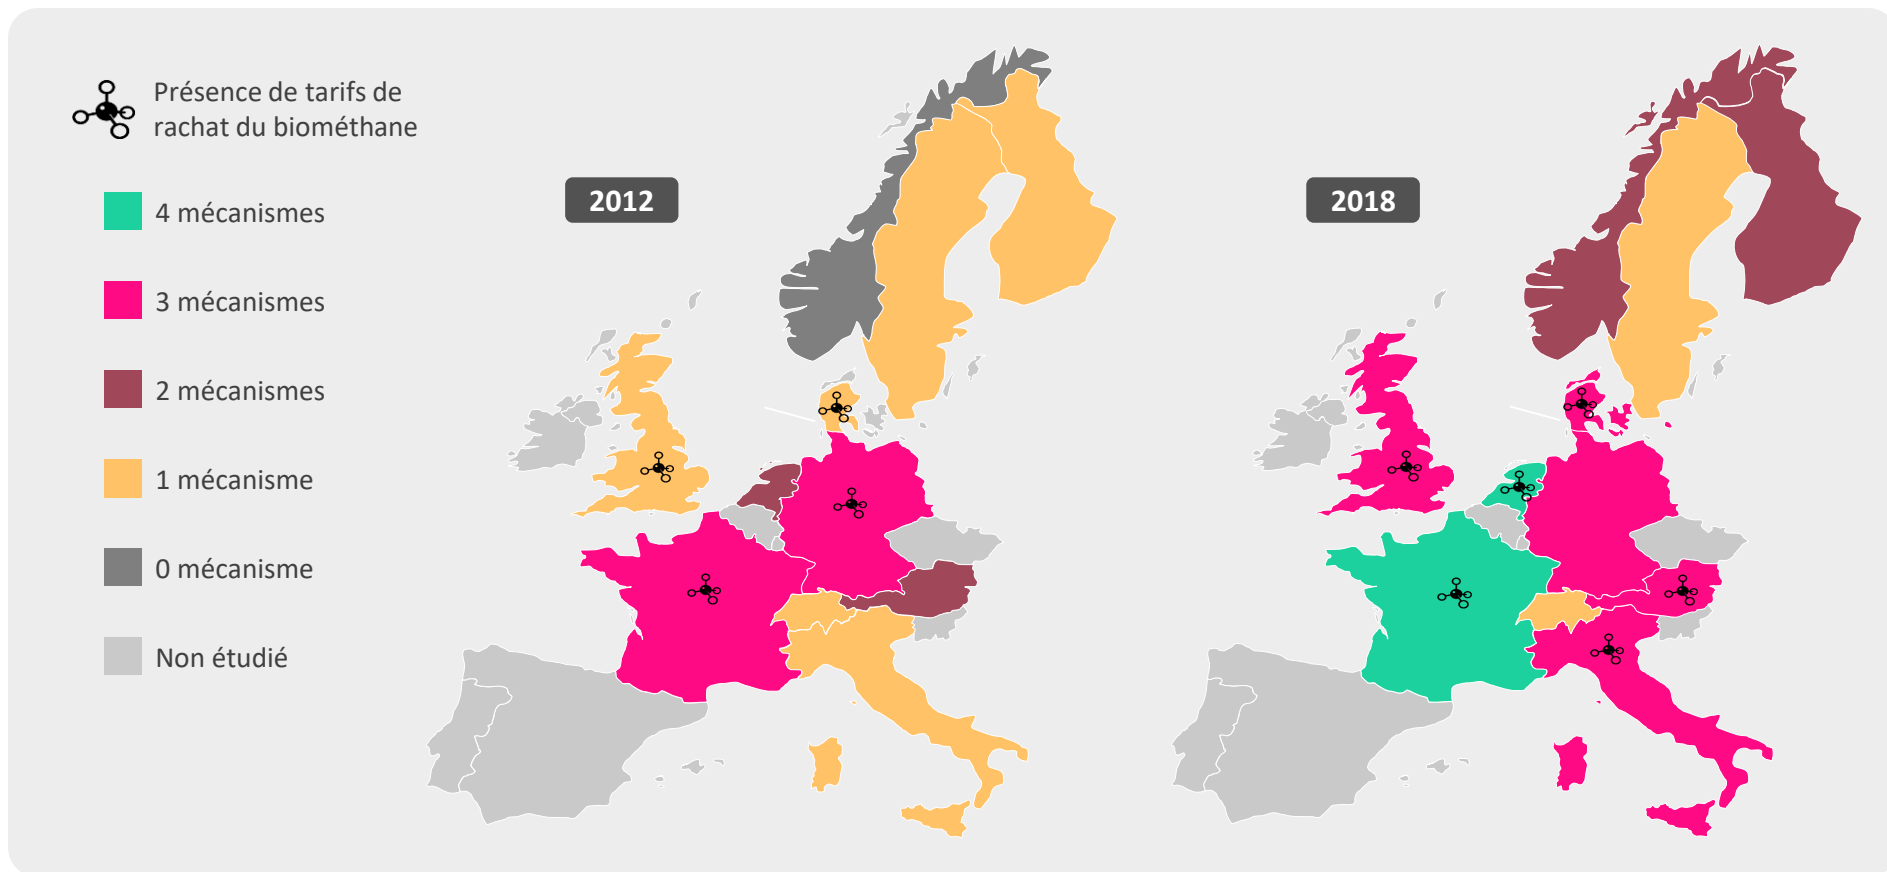 Présence de tarifs de
rachat du biométhane
4 mécanismes
3 mécanismes
2 mécanismes
1 mécanisme
0 mécanisme
Non étudié
2012
2018